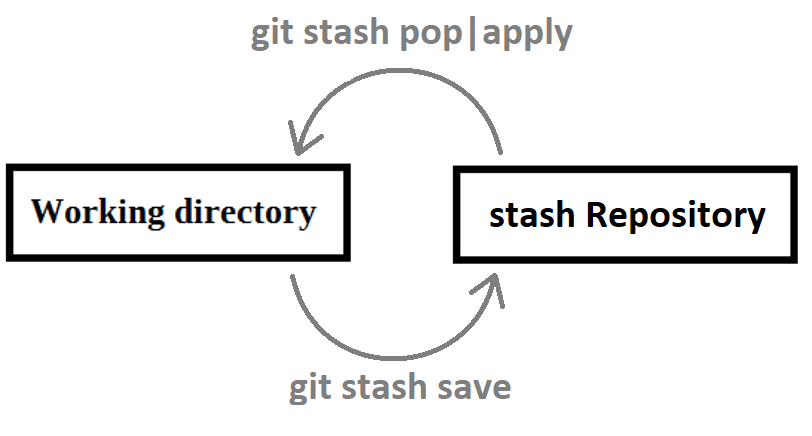 git stash pop|apply
Working directory
stash Repository
git stash save